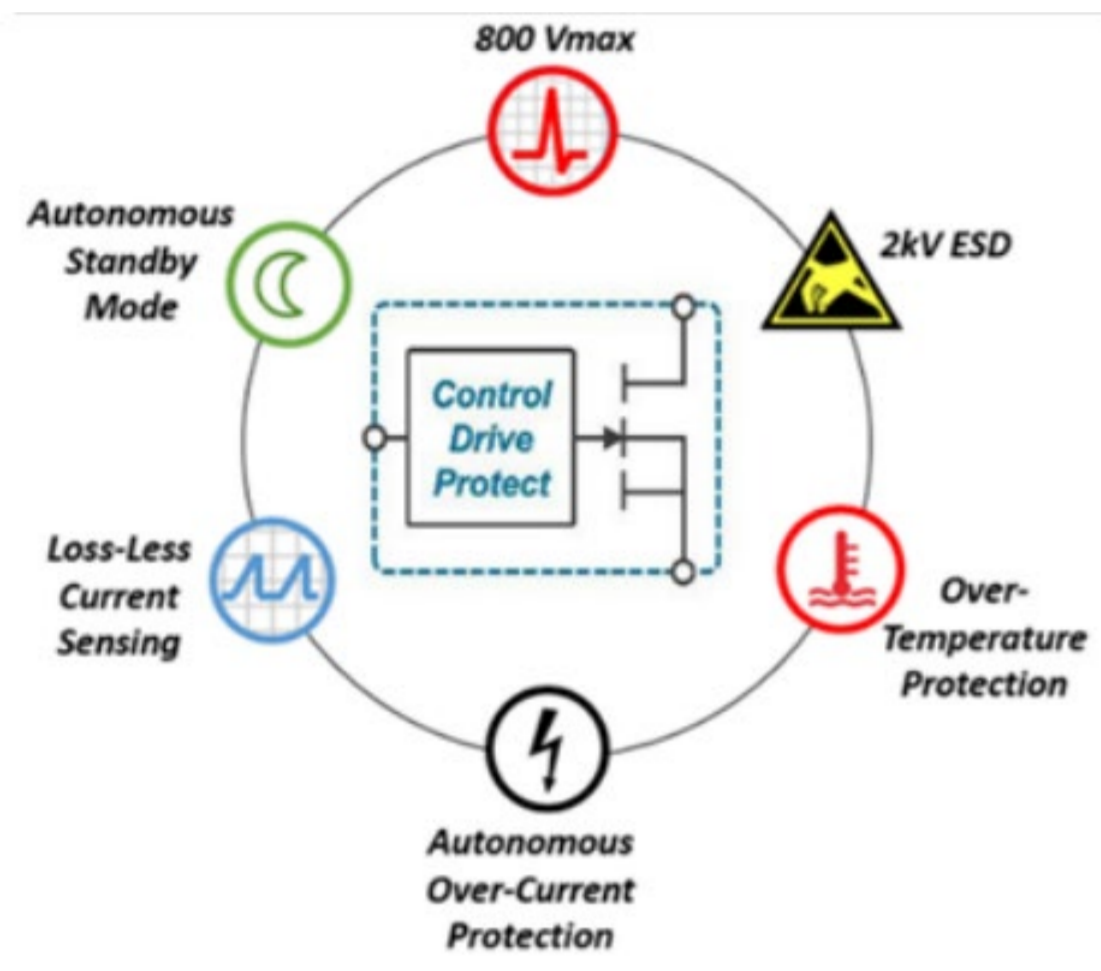 800 Vmax
Autonomous
Standby
Mode
2kV ESD
Control
Drive
Protect
Loss-Less
Current
Sensing
Over-
Temperature
Protection
Autonomous
Over-Current
Protection